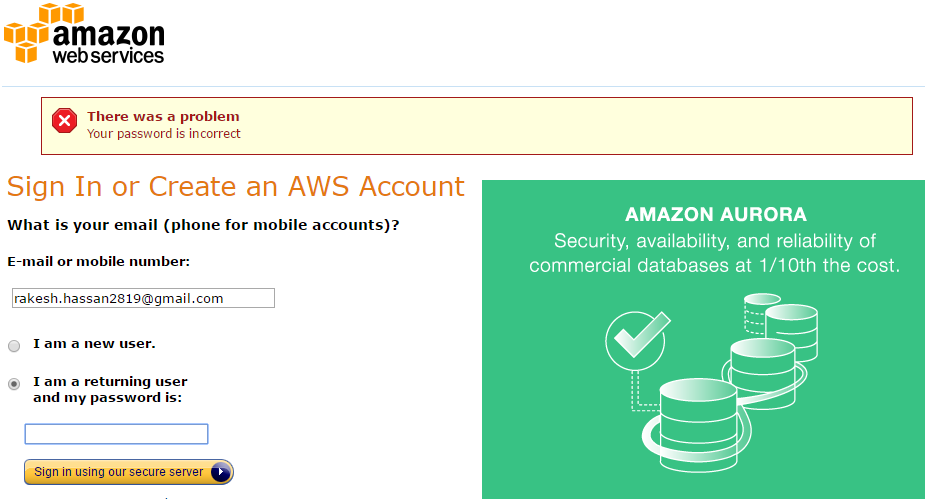 amazon
webservices
There was a problem
Your password is incorrect
Sign In or Create an AWS Account
What is your email (phone for mobile accounts)?
E-mail or mobile number:
rakesh.hassan2819@gmail.com
I am a new user.
I am a returning user
and my password is:
Sign in using our secure server
AMAZON AURORA
Security, availability, and reliability of
commercial databases at 1/10th the cost.